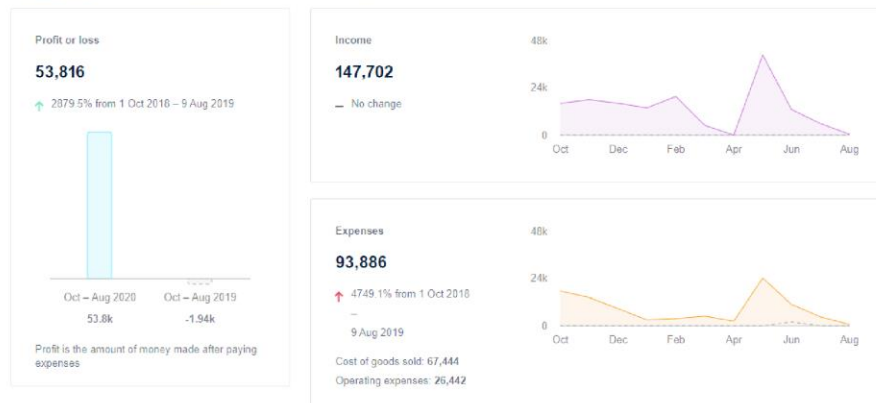 Profit or loss
53,816
↑ 2879.5% from 1 Oct 2018 – 9 Aug 2019
Oct – Aug 2020 Oct – Aug 2019
53.8k -1.94k
Profit is the amount of money made after paying
expenses
Income
147,702
– No change
48k
24k
0
Oct Dec Feb Apr Jun Aug
Expenses
93,886
↑ 4749.1% from 1 Oct 2018
–
9 Aug 2019
Cost of goods sold: 67,444
Operating expenses: 26,442
48k
24k
0
Oct Dec Feb Apr Jun Aug